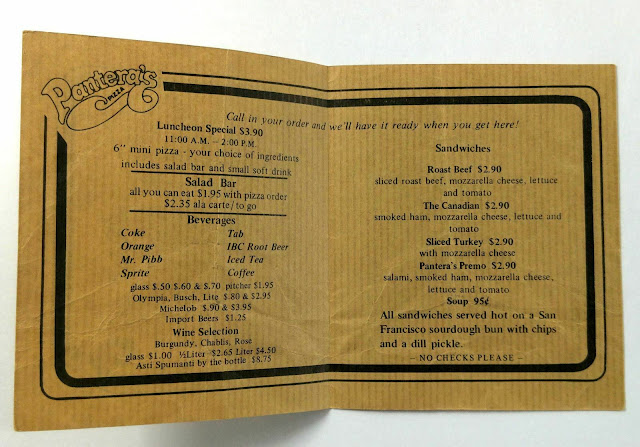 Pantera's
PIZZA
Call in your order and we'll have it ready when you get here!
Luncheon Special $3.90
11:00 A.M. – 2:00 P.M.
6" mini pizza - your choice of ingredients
includes salad bar and small soft drink
Salad Bar
all you can eat $1.95 with pizza order
$2.35 ala carte/to go
Beverages
Coke Tab
Orange IBC Root Beer
Mr. Pibb Iced Tea
Sprite Coffee
glass $.50 $.60 & $.70 pitcher $1.95
Olympia, Busch, Lite $.80 & $2.95
Michelob $.90 & $3.95
Import Beers $1.25
Wine Selection
Burgundy, Chablis, Rose
glass $1.00 ½Liter $2.65 Liter $4.50
Asti Spumanti by the bottle $8.75
Sandwiches
Roast Beef $2.90
sliced roast beef, mozzarella cheese, lettuce
and tomato
The Canadian $2.90
smoked ham, mozzarella cheese, lettuce and
tomato
Sliced Turkey $2.90
with mozzarella cheese
Pantera's Premo $2.90
salami, smoked ham, mozzarella cheese,
lettuce and tomato
Soup 95¢
All sandwiches served hot on a San
Francisco sourdough bun with chips
and a dill pickle.
– NO CHECKS PLEASE –